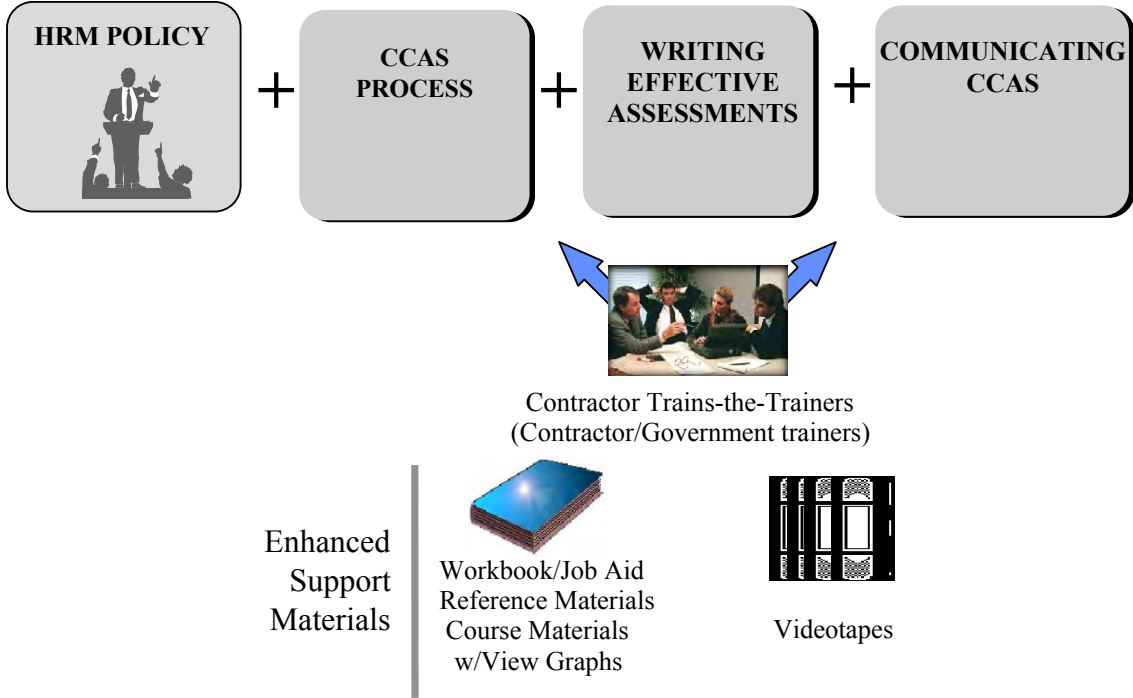 HRM POLICY
+
CCAS
PROCESS
+
WRITING
EFFECTIVE
ASSESSMENTS
+
COMMUNICATING
CCAS
Contractor Trains-the-Trainers
(Contractor/Government trainers)
Enhanced
Support
Materials
Workbook/Job Aid
Reference Materials
Course Materials
w/View Graphs
Videotapes